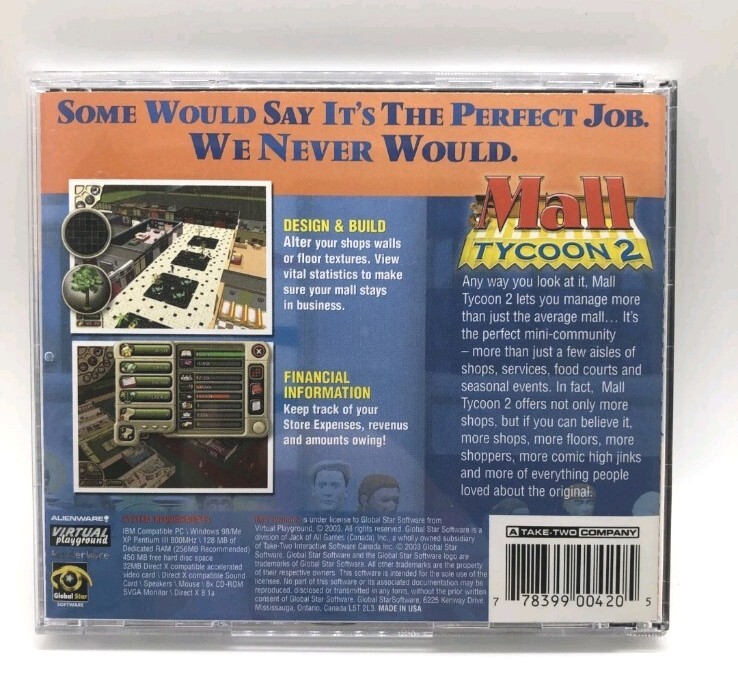 SOME WOULD SAY IT'S THE PERFECT JOB.
WE NEVER WOULD.
DESIGN & BUILD
Alter your shops walls
or floor textures. View
vital statistics to make
sure your mall stays
in business.
FINANCIAL
INFORMATION
Keep track of your
Store Expenses, revenus
and amounts owing!
Mall
TYCOON 2
Any way you look at it, Mall
Tycoon 2 lets you manage more
than just the average mall... It's
the perfect mini-community
– more than just a few aisles of
shops, services, food courts and
seasonal events. In fact, Mall
Tycoon 2 offers not only more
shops, but if you can believe it,
more shops, more floors, more
shoppers, more comic high jinks
and more of everything people
loved about the original.
ALIENWARE
VIRTUAL
playground
Global Star
SOFTWARE
SYSTEM REQUIREMENTS
IBM Compatible PC \ Windows 98/Me
XP Pentium III 800MHz \ 128 MB of
Dedicated RAM (256MB Recommended)
450 MB free hard disc space
32MB Direct X compatible accelerated
video card \ Direct X compatible Sound
Card \ Speakers \ Mouse \ 8x CD-ROM
SVGA Monitor \ Direct X 8.1a
is under license to Global Star Software from
Virtual Playground, © 2003. All rights reserved. Global Star Software is a
division of Jack of All Games (Canada) Inc., a wholly owned subsidiary
of Take-Two Interactive Software Canada Inc. © 2003 Global Star
Software. Global Star Software and the Global Star Software logo are
trademarks of Global Star Software. All other trademarks are the property
of their respective owners. This software is intended for the sole use of the
licensee. No part of this software or its associated documentation may be
reproduced, disclosed or transmitted in any form, without the prior written
consent of Global Star Software. Global StarSoftware, 6225 Kenway Drive
Mississauga, Ontario, Canada L5T 2L3. MADE IN USA
A TAKE-TWO COMPANY
7 78399 00420 5